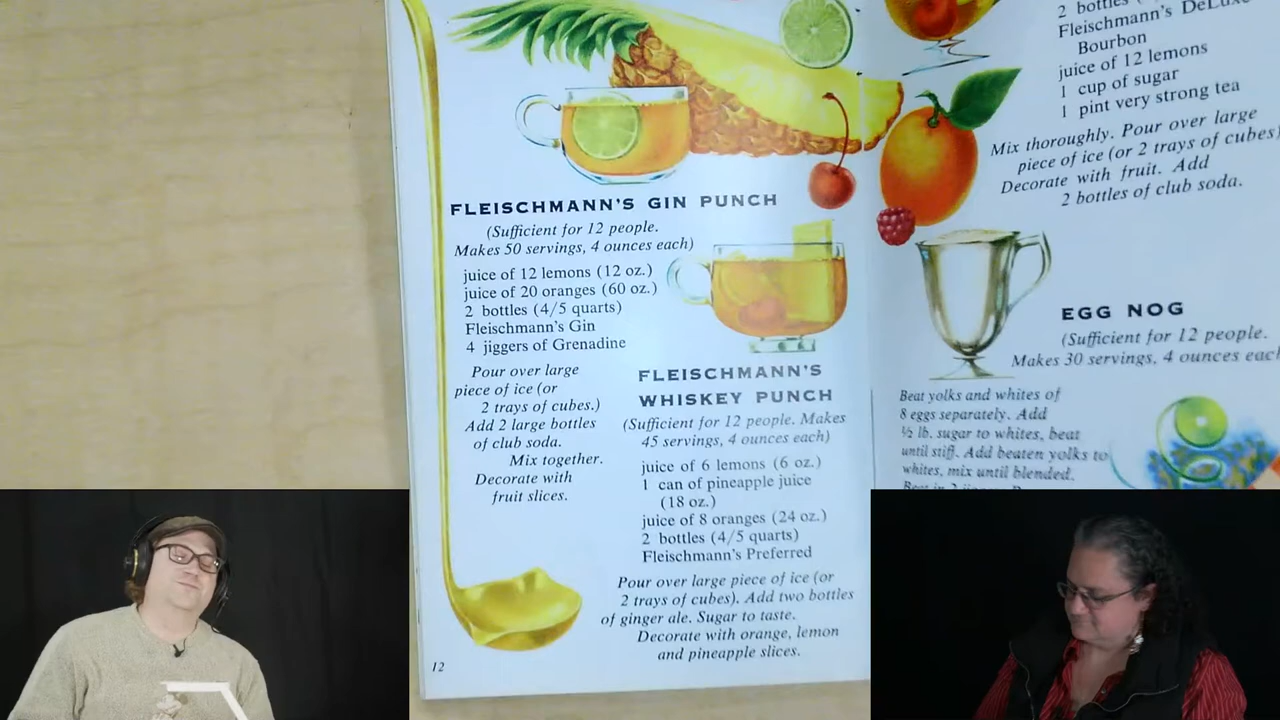 FLEISCHMANN'S GIN PUNCH
(Sufficient for 12 people.
Makes 50 servings, 4 ounces each)
juice of 12 lemons (12 oz.)
juice of 20 oranges (60 oz.)
2 bottles (4/5 quarts)
Fleischmann's Gin
4 jiggers of Grenadine
Pour over large
piece of ice (or
2 trays of cubes.)
Add 2 large bottles
of club soda.
Mix together.
Decorate with
fruit slices.
FLEISCHMANN'S
WHISKEY PUNCH
(Sufficient for 12 people. Makes
45 servings, 4 ounces each)
juice of 6 lemons (6 oz.)
1 can of pineapple juice
(18 oz.)
juice of 8 oranges (24 oz.)
2 bottles (4/5 quarts)
Fleischmann's Preferred
Pour over large piece of ice (or
2 trays of cubes). Add two bottles
of ginger ale. Sugar to taste.
Decorate with orange, lemon
and pineapple slices.
12
2 bottles
Fleischmann's DeLuxe
Bourbon
juice of 12 lemons
1 cup of sugar
1 pint very strong tea
Mix thoroughly. Pour over large
piece of ice (or 2 trays of cubes)
Decorate with fruit. Add
2 bottles of club soda.
EGG NOG
(Sufficient for 12 people.
Makes 30 servings, 4 ounces each
Beat yolks and whites of
8 eggs separately. Add
½ lb. sugar to whites, beat
until stiff. Add beaten yolks to
whites, mix until blended.